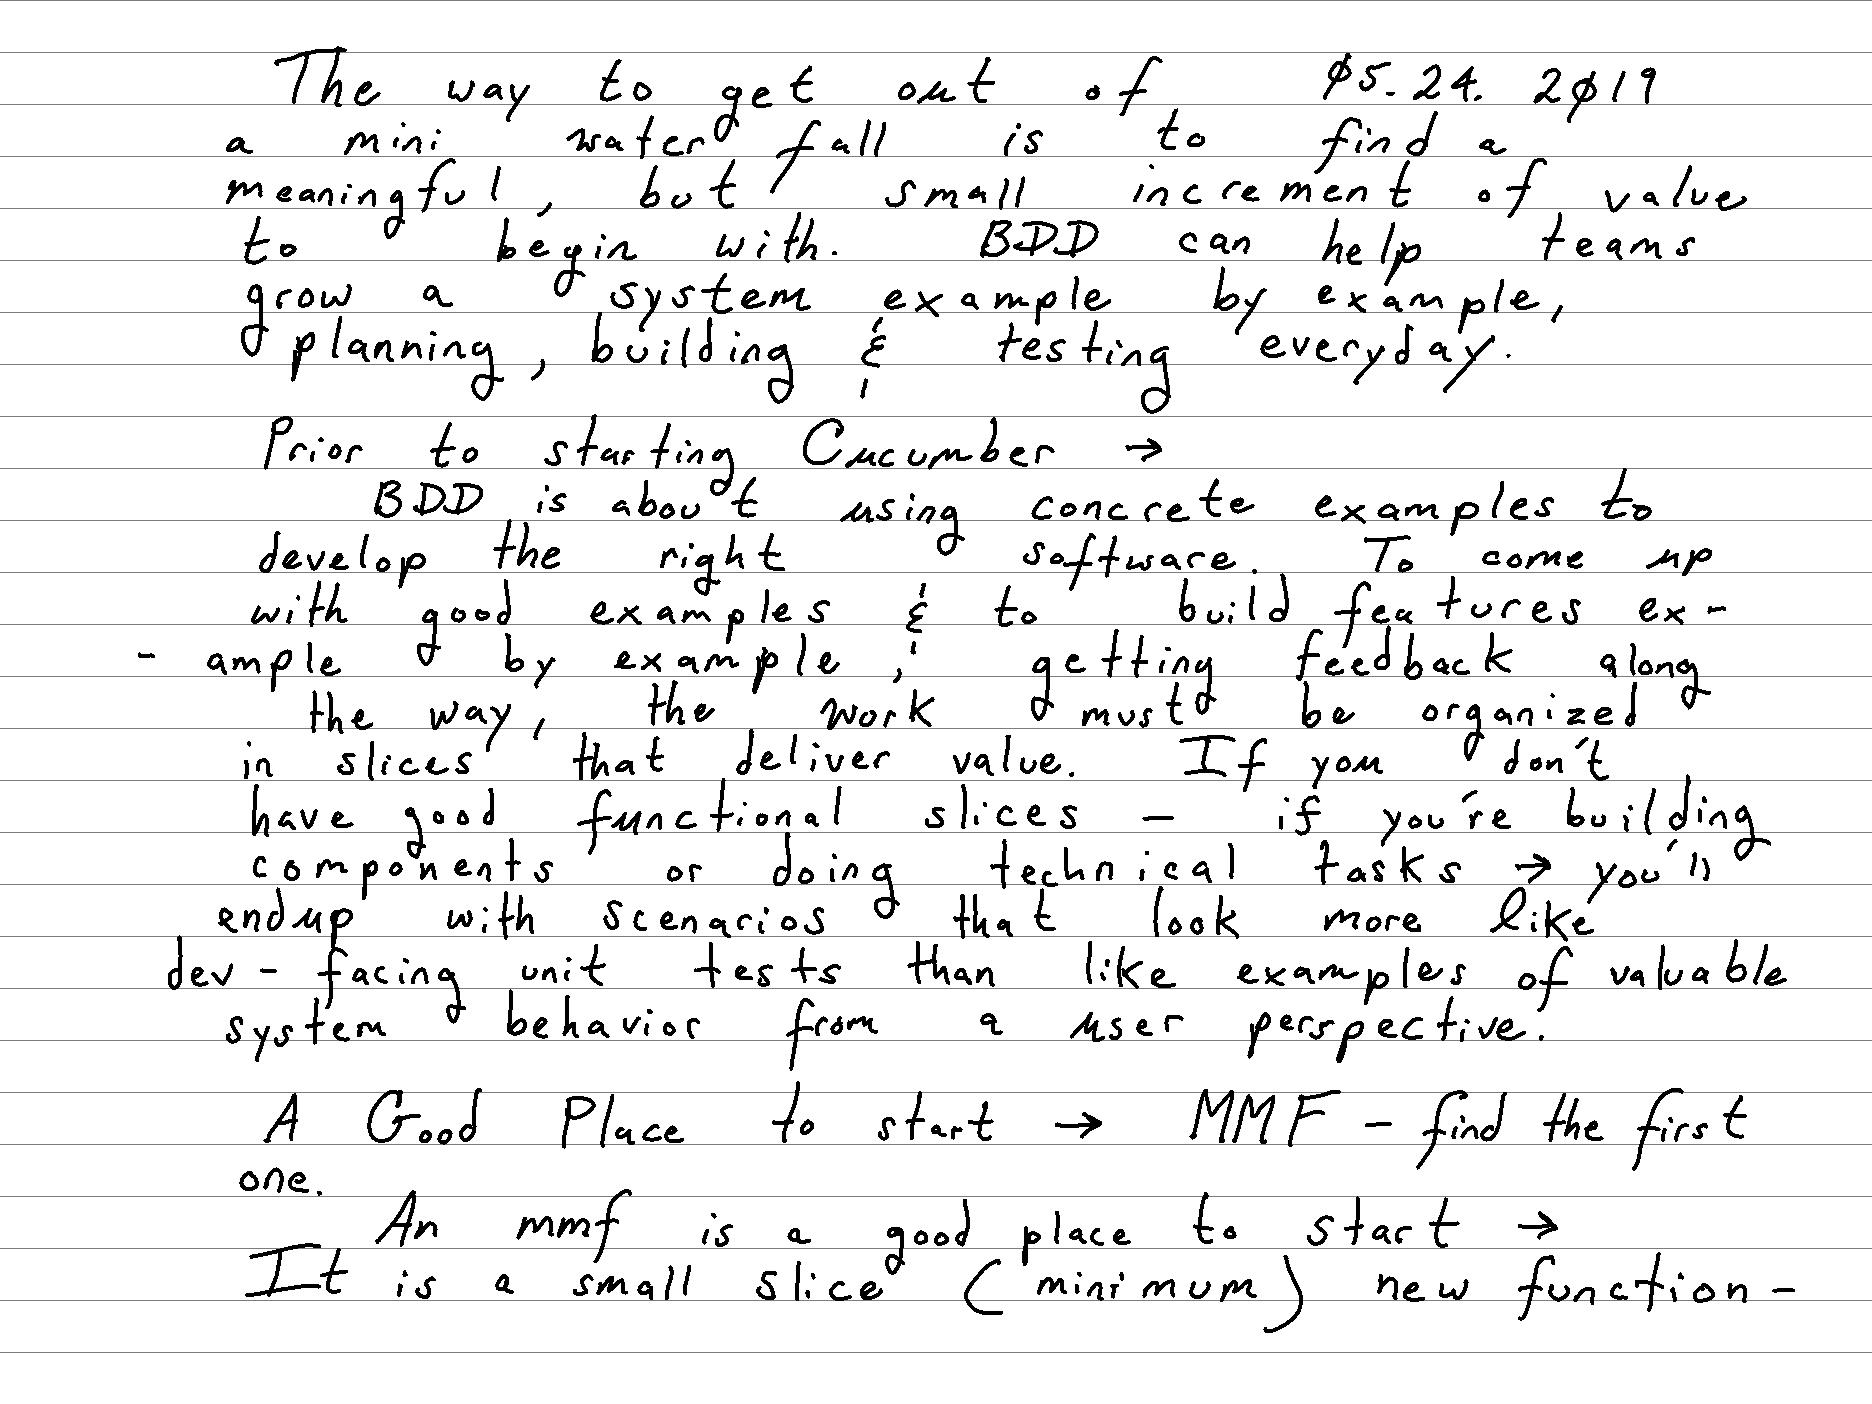 The way to get out of 05.24.2019
a mini waterfall is to find a
meaningful, but small increment of value
to begin with. BDD can help teams
grow a system example by example,
planning, building & testing everyday.
Prior to starting Cucumber →
BDD is about using concrete examples to
develop the right software. To come up
with good examples & to build features ex-
- ample by example, getting feedback along
the way, the work must be organized
in slices that deliver value. If you don't
have good functional slices - if you're building
components or doing technical tasks → you'll
endup with scenarios that look more like
dev-facing unit tests than like examples of valuable
system behavior from a user perspective.
A Good Place to start → MMF - find the first
one.
An mmf is a good place to start →
It is a small slice (minimum) new function-